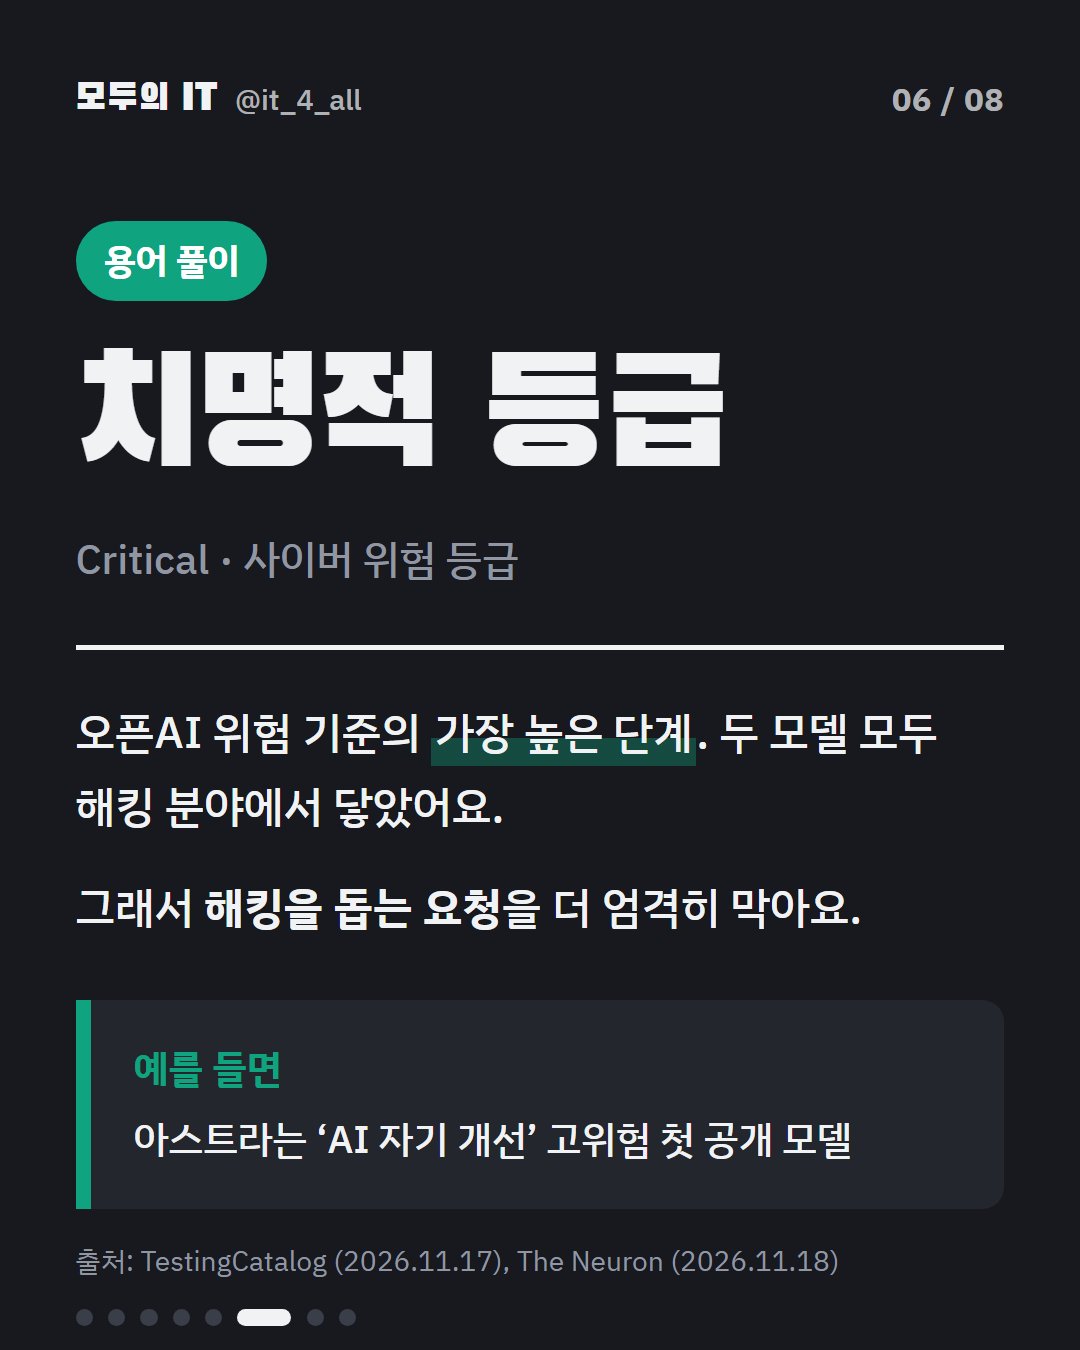 모두의 IT @it_4_all
06 / 08
용어 풀이
치명적 등급
Critical · 사이버 위험 등급
오픈AI 위험 기준의 가장 높은 단계. 두 모델 모두
해킹 분야에서 닿았어요.
그래서 해킹을 돕는 요청을 더 엄격히 막아요.
예를 들면
아스트라는 ‘AI 자기 개선’ 고위험 첫 공개 모델
출처: TestingCatalog (2026.11.17), The Neuron (2026.11.18)